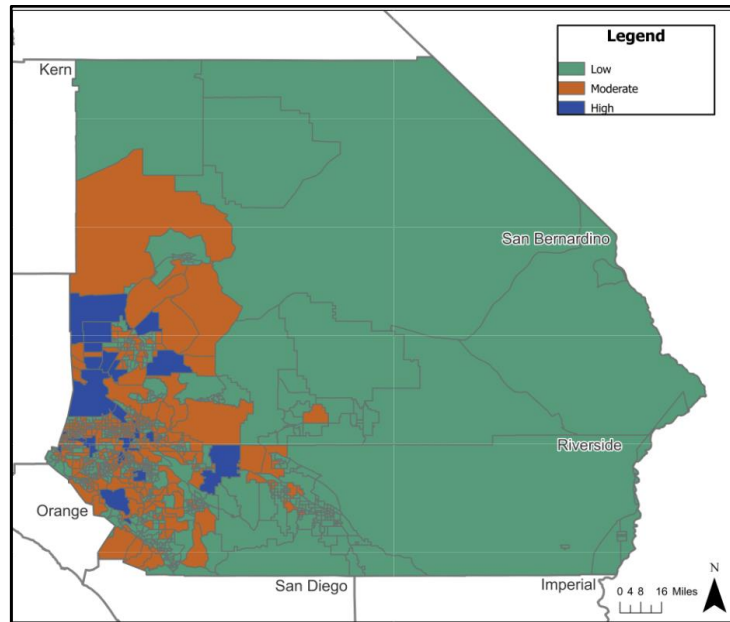 Legend
Low
Moderate
High
Kern
San Bernardino
Riverside
Orange
San Diego
Imperial
N
0 4 8 16 Miles